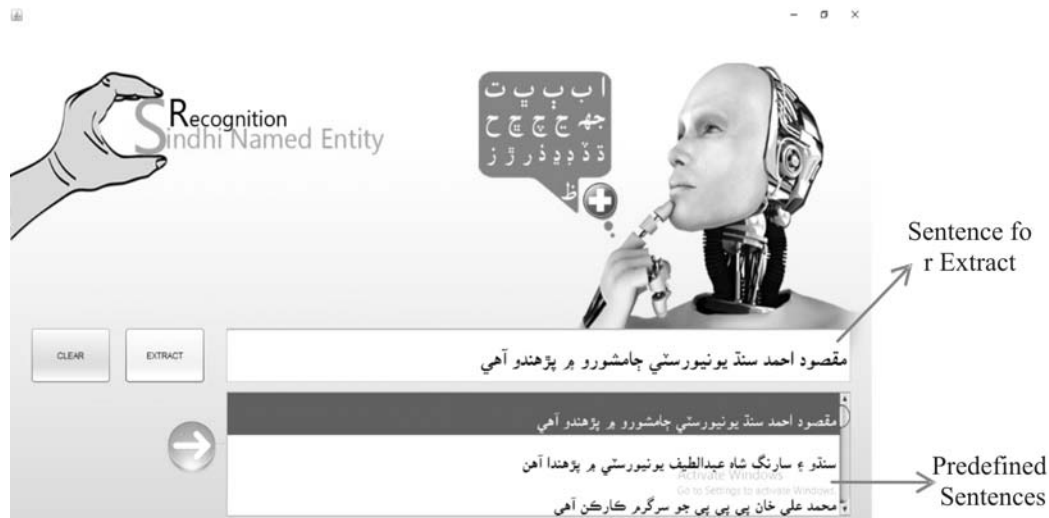 Recognition
Sindhi Named Entity
ا ب ٻ ڀ ت
جهہ ج چ ڇ ح
ڌ ڏ ڊ ڍ ذ ر ڙ ز
ظ
Sentence fo
r Extract
CLEAR
EXTRACT
مقصود احمد سنڌ يونيورسٽي ڄامشورو ۾ پڙهندو آهي
مقصود احمد سنڌ يونيورسٽي ڄامشورو ۾ پڙهندو آهي
سنڌو ۽ سارنگ شاه عبدالطيف يونيورسٽي ۾ پڙهندا آهن
Activate Windows
Go to Settings to activate Windows.
محمد علي خان پي پي پي جو سرگرم ڪارڪن آهي
Predefined
Sentences